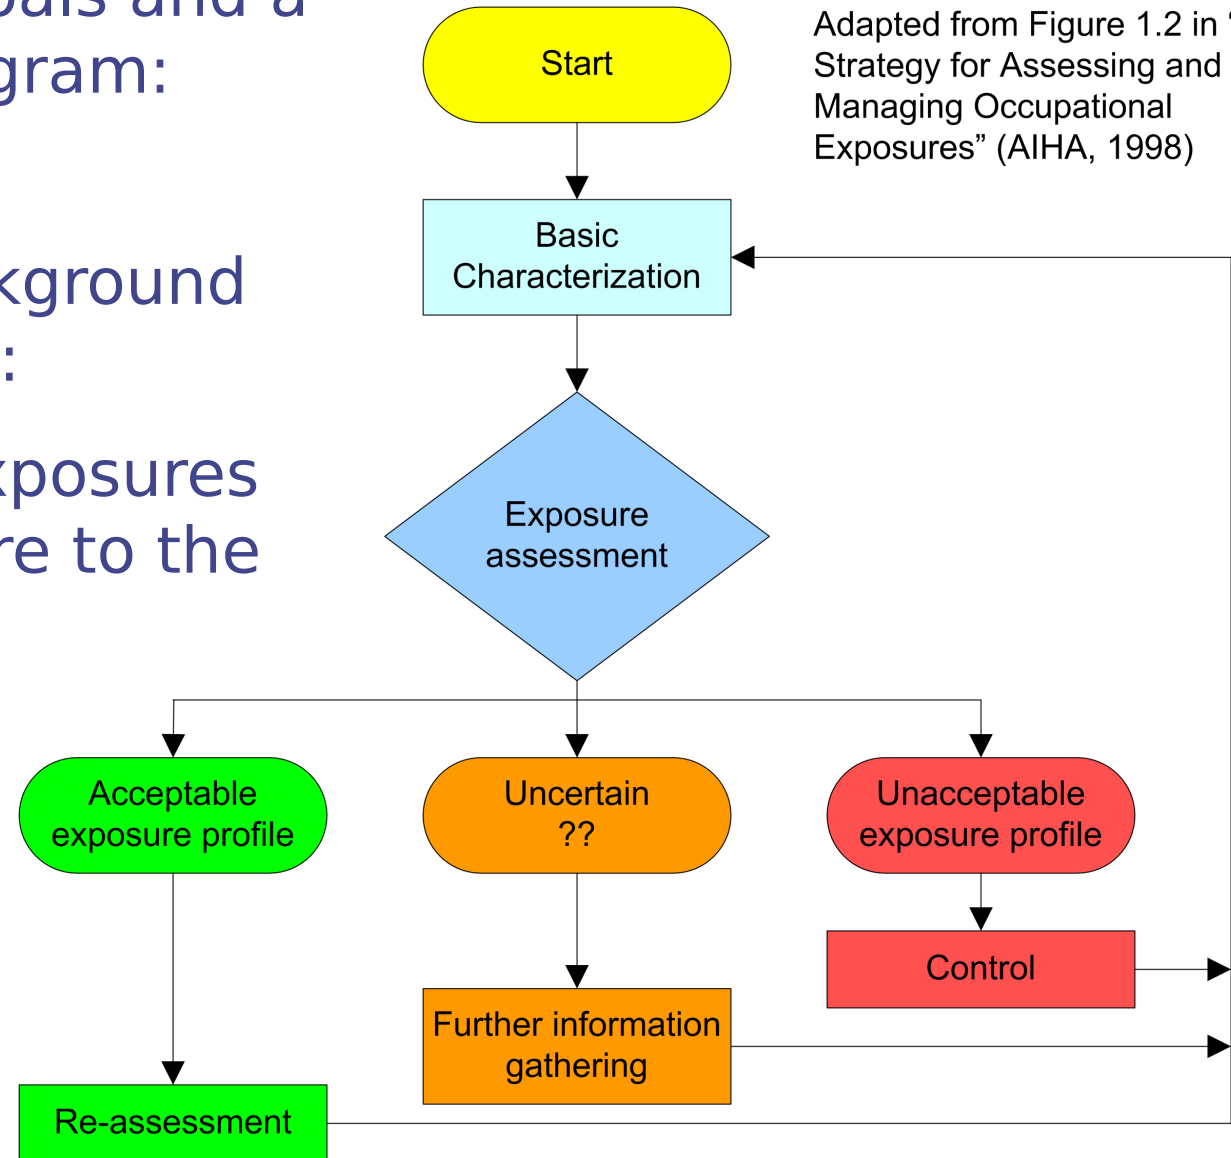 and a
gram:
kground
:
xposures
re to the
Adapted from Figure 1.2 in “
Strategy for Assessing and
Managing Occupational
Exposures” (AIHA, 1998)
Start
Basic
Characterization
Exposure
assessment
Acceptable
exposure profile
Uncertain
??
Unacceptable
exposure profile
Control
Further information
gathering
Re-assessment